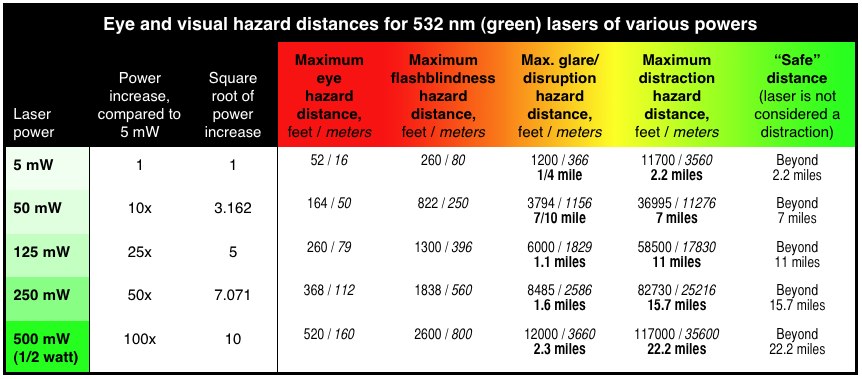 Eye and visual hazard distances for 532 nm (green) lasers of various powers
Laser
power
Power
increase,
compared to
5 mW
Square
root of
power
increase
Maximum
eye
hazard
distance,
feet / meters
Maximum
flashblindness
hazard
distance,
feet / meters
Max. glare/
disruption
hazard
distance,
feet / meters
Maximum
distraction
hazard
distance,
feet / meters
“Safe”
distance
(laser is not
considered a
distraction)
5 mW 1 1 52 / 16 260 / 80 1200 / 366 11700 / 3560 Beyond
1/4 mile 2.2 miles 2.2 miles
50 mW 10x 3.162 164 / 50 822 / 250 3794 / 1156 36995 / 11276 Beyond
7/10 mile 7 miles 7 miles
125 mW 25x 5 260 / 79 1300 / 396 6000 / 1829 58500 / 17830 Beyond
1.1 miles 11 miles 11 miles
250 mW 50x 7.071 368 / 112 1838 / 560 8485 / 2586 82730 / 25216 Beyond
1.6 miles 15.7 miles 15.7 miles
500 mW 100x 10 520 / 160 2600 / 800 12000 / 3660 117000 / 35600 Beyond
(1/2 watt) 2.3 miles 22.2 miles 22.2 miles